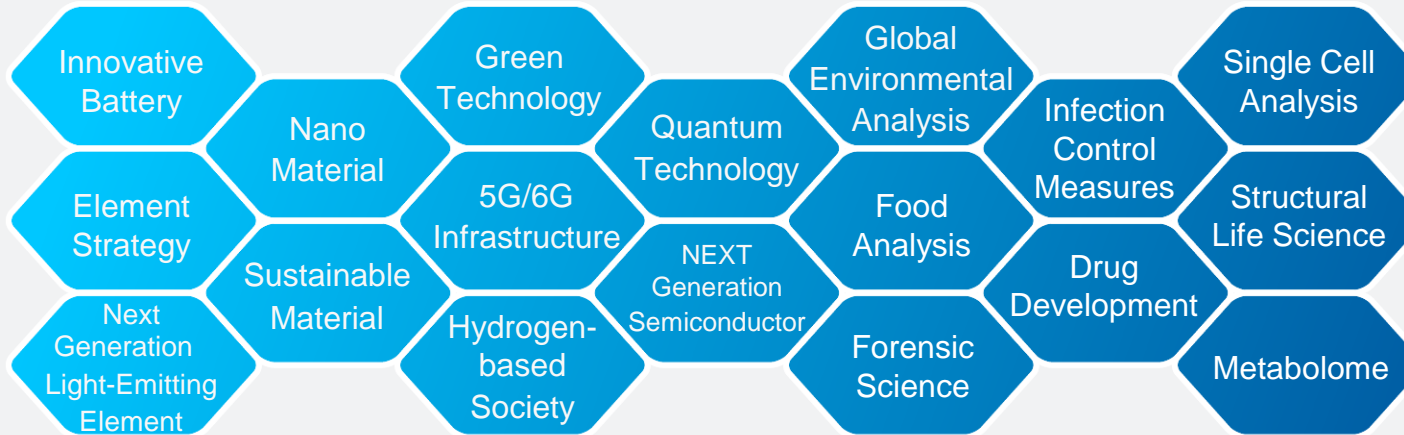 Innovative
Battery
Element
Strategy
Next
Generation
Light-Emitting
Element
Nano
Material
Sustainable
Material
Green
Technology
5G/6G
Infrastructure
Hydrogen-
based
Society
Quantum
Technology
NEXT
Generation
Semiconductor
Global
Environmental
Analysis
Food
Analysis
Forensic
Science
Infection
Control
Measures
Drug
Development
Single Cell
Analysis
Structural
Life Science
Metabolome